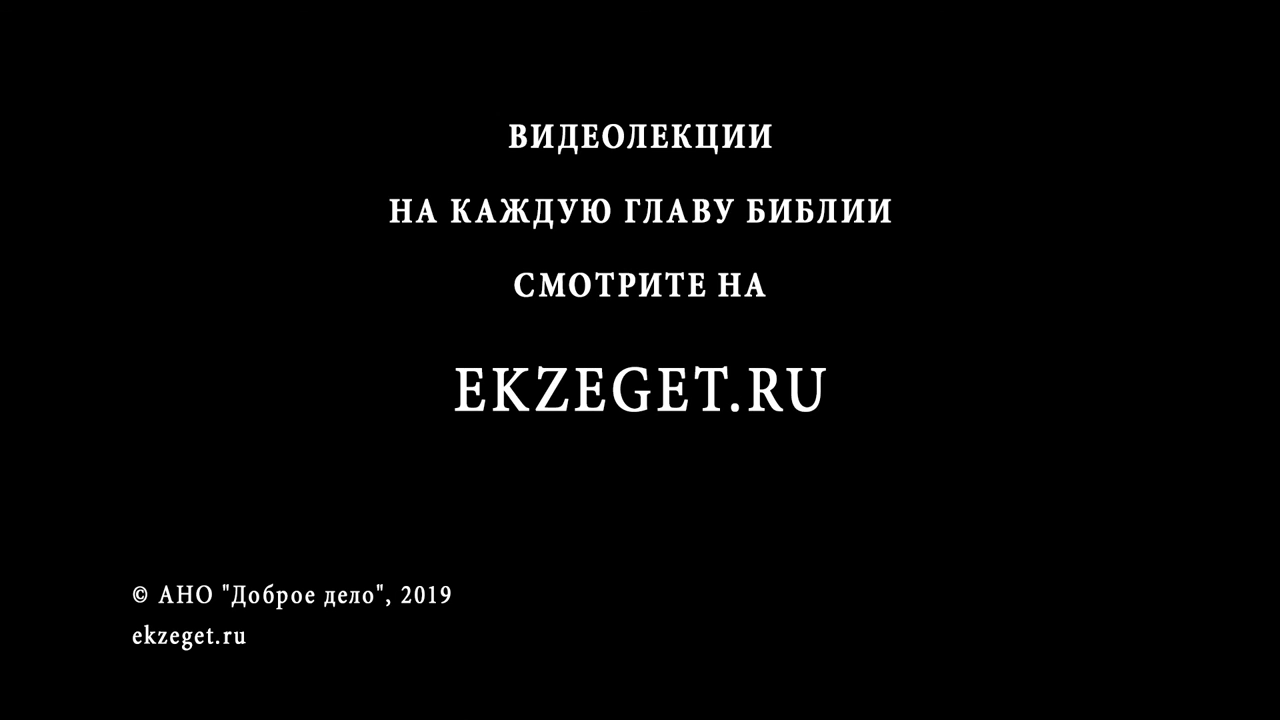 ВИДЕОЛЕКЦИИ
НА КАЖДУЮ ГЛАВУ БИБЛИИ
СМОТРИТЕ НА
EKZEGET.RU
© АНО "Доброе дело", 2019
ekzeget.ru